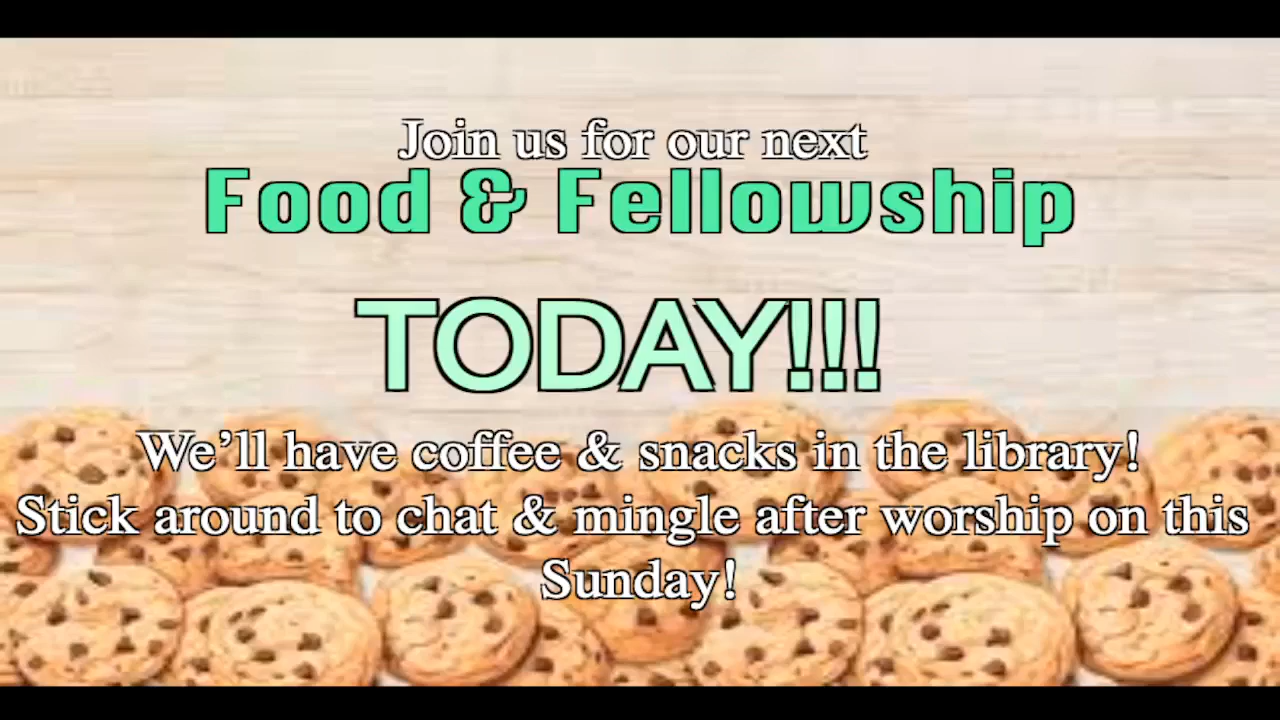 Join us for our next
Food & Fellowship
TODAY!!!
We’ll have coffee & snacks in the library!
Stick around to chat & mingle after worship on this
Sunday!